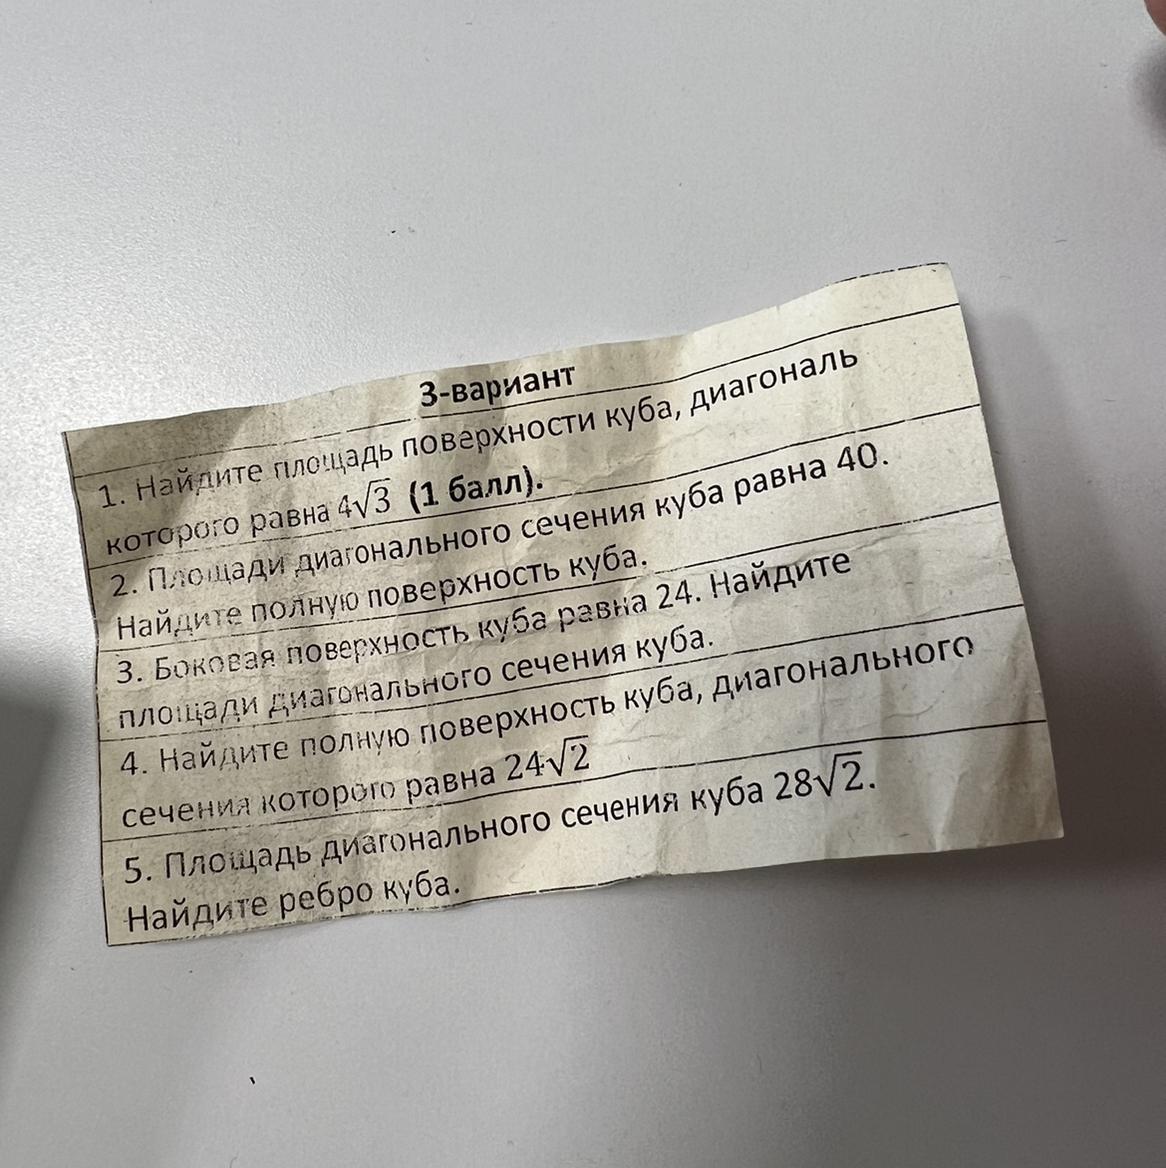 3-вариант
1. Найдите площадь поверхности куба, диагональ
которого равна 4√3 (1 балл).
2. Площади диагонального сечения куба равна 40.
Найдите полную поверхность куба.
3. Боковая поверхность куба равна 24. Найдите
площади диагонального сечения куба.
4. Найдите полную поверхность куба, диагонального
сечения которого равна 24√2
5. Площадь диагонального сечения куба 28√2.
Найдите ребро куба.